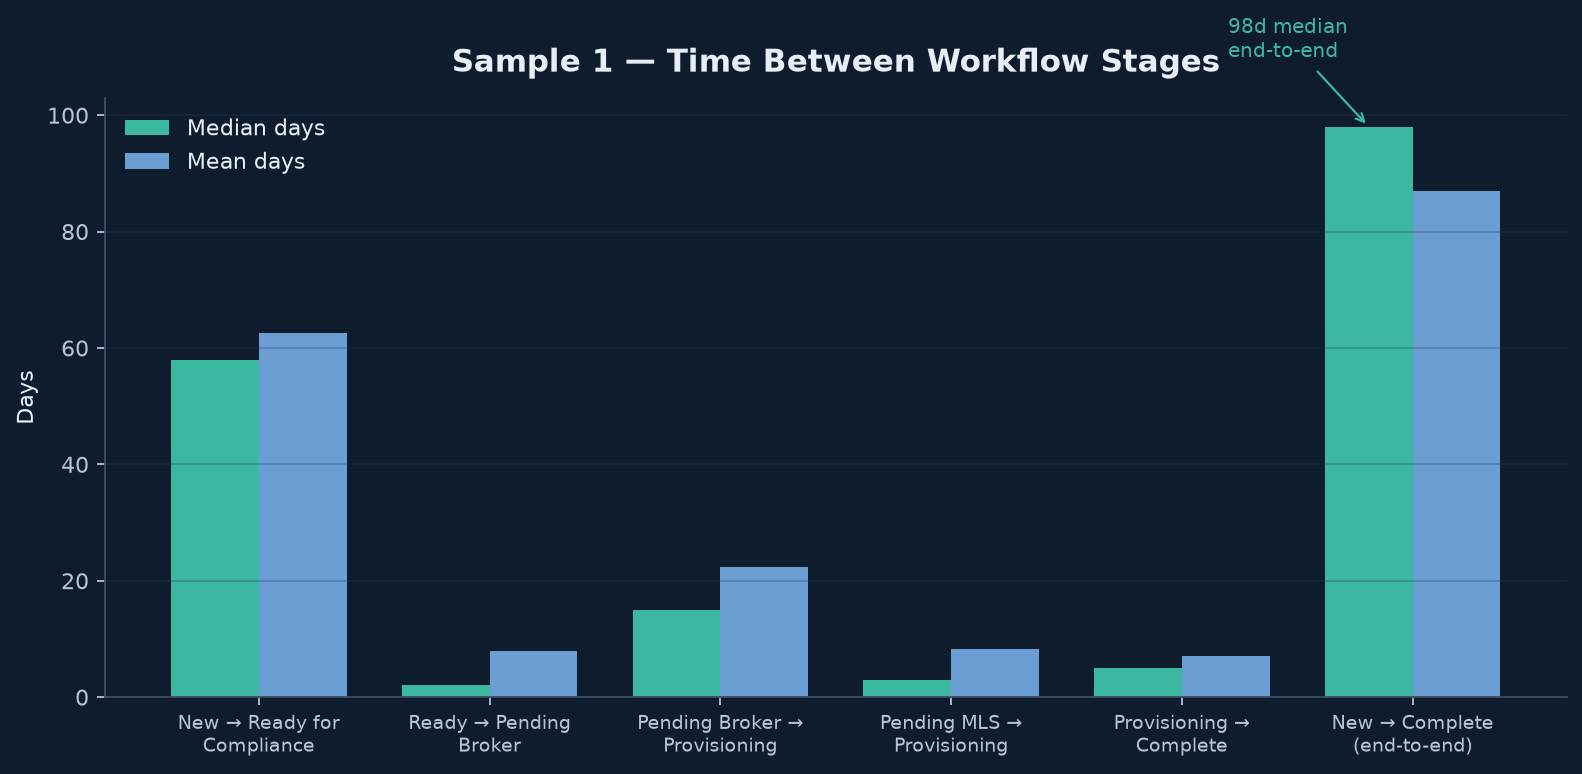 98d median
end-to-end
Sample 1 — Time Between Workflow Stages
100
80
60
40
20
0
Days
Median days
Mean days
New → Ready for
Compliance
Ready → Pending
Broker
Pending Broker →
Provisioning
Pending MLS →
Provisioning
Provisioning →
Complete
New → Complete
(end-to-end)